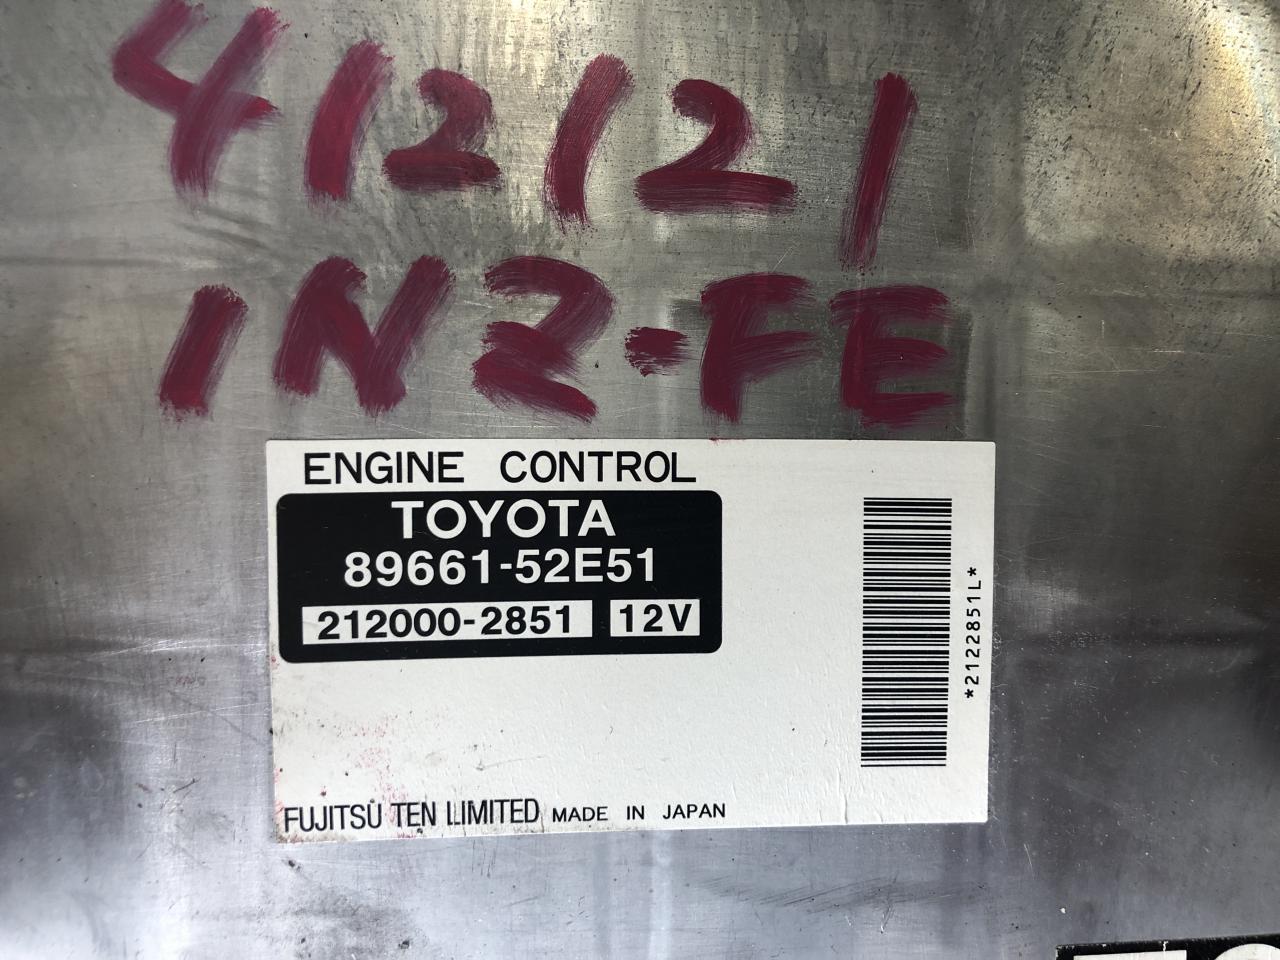 412121
1NZ-FE
ENGINE CONTROL
TOYOTA
89661-52E51
212000-2851 12V
*2122851L*
FUJITSU TEN LIMITED MADE IN JAPAN